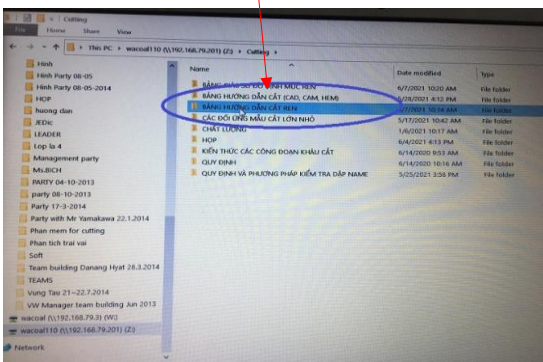 Cutting
File Home Share View
This PC › wacoal110 (\\192.168.79.201) (Z:) › Cutting ›
Name Date modified Type
Hinh
Hinh Party 08-05
Hinh Party 08-05-2014
HOP
huong dan
JEDic
LEADER
Lop la 4
Management party
Ms.BICH
PARTY 04-10-2013
party 08-10-2013
Party 17-3-2014
Party with Mr Yamakawa 22.1.2014
Phan mem for cutting
Phan tich trai vai
Soft
Team building Danang Hyat 28.3.2014
TEAMS
Vung Tau 21~22.7.2014
VW Manager team building Jun 2013
wacoal (\\192.168.79.3) (W:)
wacoal110 (\\192.168.79.201) (Z:)
Network
6/7/2021 10:20 AM File folder
BẢNG HƯỚNG DẪN CẮT (CAD, CAM, HEM) 5/28/2021 4:12 PM File folder
BẢNG HƯỚNG DẪN CẮT REN 10:14 AM File folder
CÁC ĐỐI ỨNG MẪU CẮT LỚN NHỎ 5/17/2021 10:42 AM File folder
CHẤT LƯỢNG 1/6/2021 10:17 AM File folder
HOP 6/4/2021 4:13 PM File folder
KIẾN THỨC CÁC CÔNG ĐOẠN KHÂU CẮT 6/14/2020 9:53 AM File folder
QUY ĐỊNH 6/14/2020 10:16 AM File folder
QUY ĐỊNH VÀ PHƯƠNG PHÁP KIỂM TRA DẬP NAME 5/25/2021 3:56 PM File folder